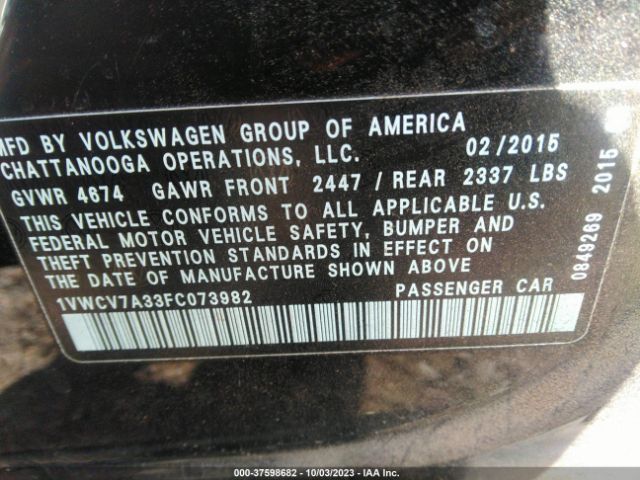 MFD BY VOLKSWAGEN GROUP OF AMERICA
CHATTANOOGA OPERATIONS, LLC. 02/2015
GVWR 4674 GAWR FRONT 2447 / REAR 2337 LBS
THIS VEHICLE CONFORMS TO ALL APPLICABLE U.S.
FEDERAL MOTOR VEHICLE SAFETY, BUMPER AND
THEFT PREVENTION STANDARDS IN EFFECT ON
THE DATE OF MANUFACTURE SHOWN ABOVE
1VWCV7A33FC073982 PASSENGER CAR
0849269 2015
000-37598682 - 10/03/2023 - IAA Inc.